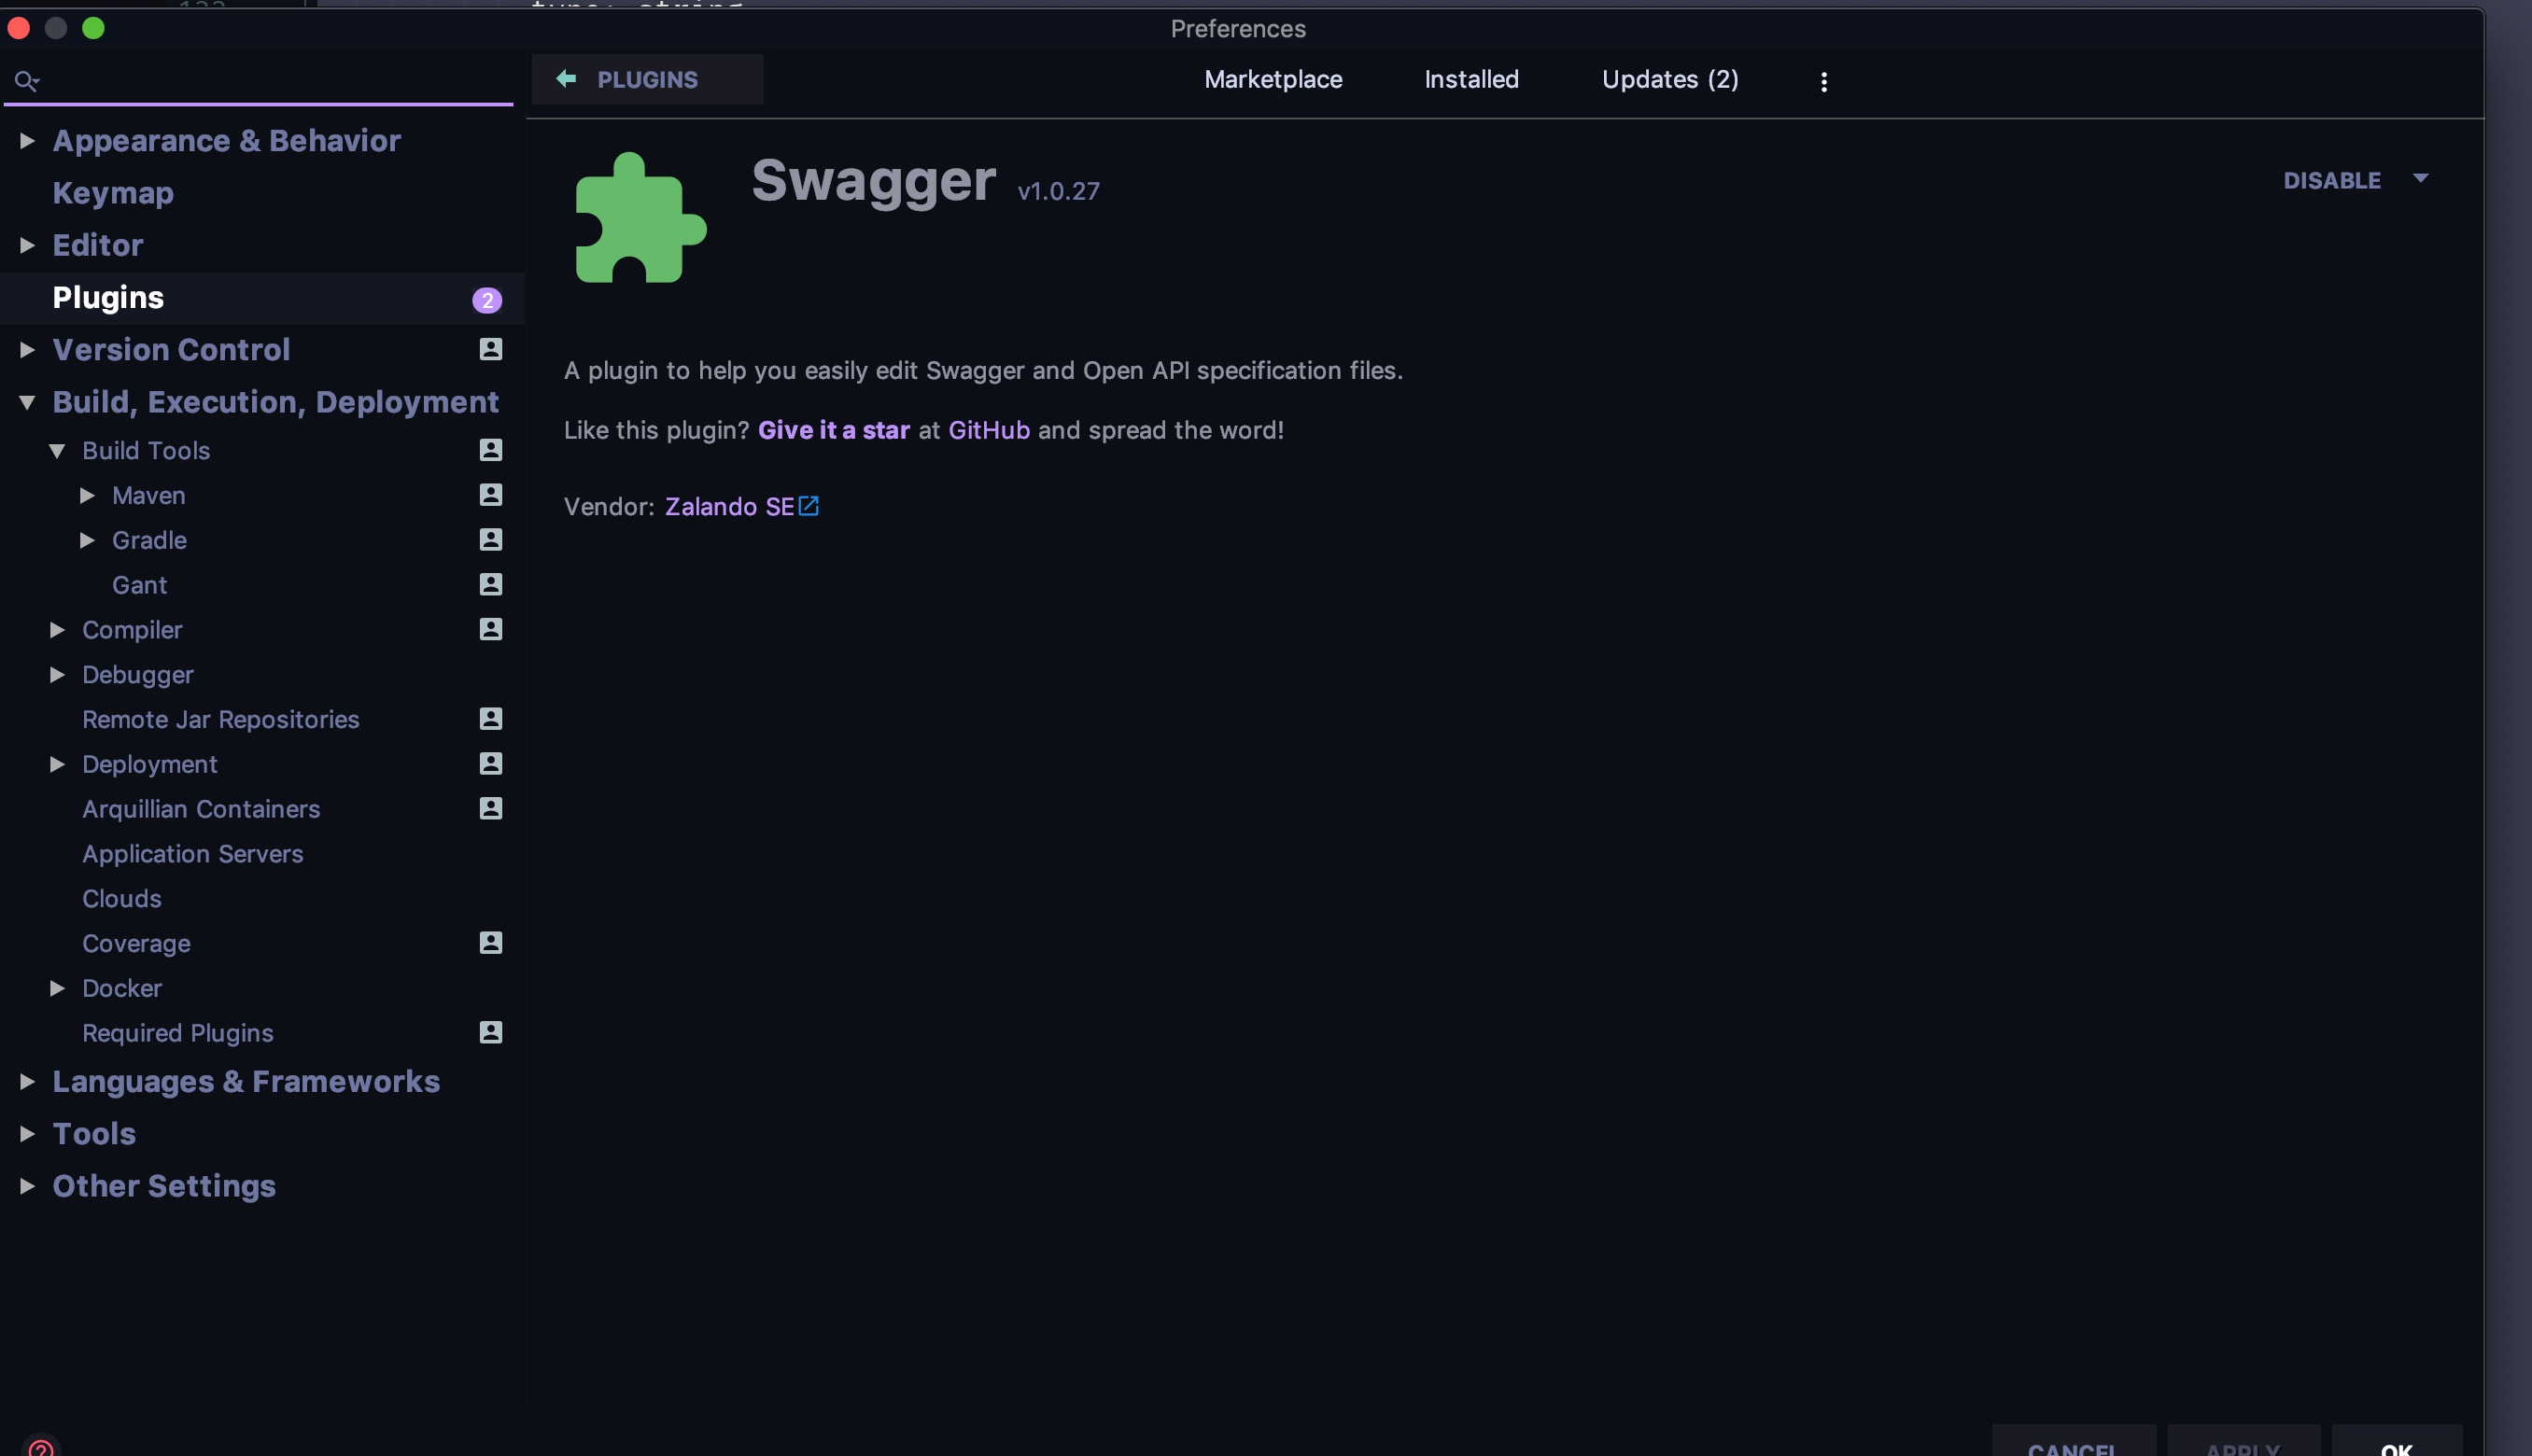 type: string
Preferences
PLUGINS
Marketplace
Installed
Updates (2)
Appearance & Behavior
Keymap
Editor
Plugins
2
Version Control
Build, Execution, Deployment
Build Tools
Maven
Gradle
Gant
Compiler
Debugger
Remote Jar Repositories
Deployment
Arquillian Containers
Application Servers
Clouds
Coverage
Docker
Required Plugins
Languages & Frameworks
Tools
Other Settings
Swagger v1.0.27
DISABLE
A plugin to help you easily edit Swagger and Open API specification files.
Like this plugin? Give it a star at GitHub and spread the word!
Vendor: Zalando SE
?
CANCEL
APPLY
OK